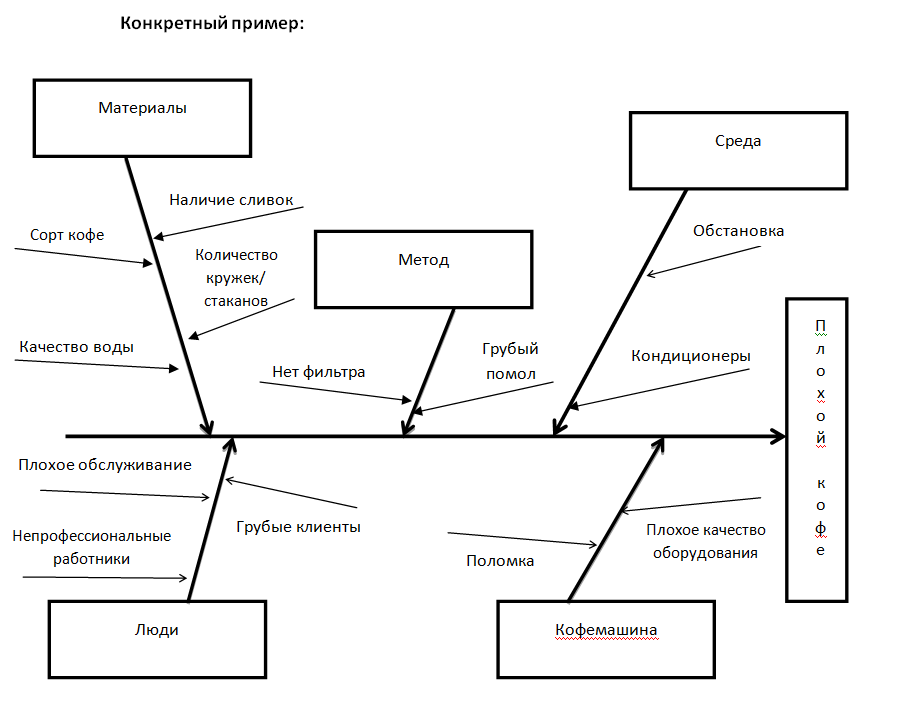 Конкретный пример:
Материалы
Среда
Наличие сливок
Сорт кофе
Обстановка
Количество
кружек/
стаканов
Метод
Качество воды
Грубый
помол
Нет фильтра
Кондиционеры
Плохой кофе
Плохое обслуживание
Грубые клиенты
Непрофессиональные
работники
Плохое качество
оборудования
Поломка
Люди
Кофемашина